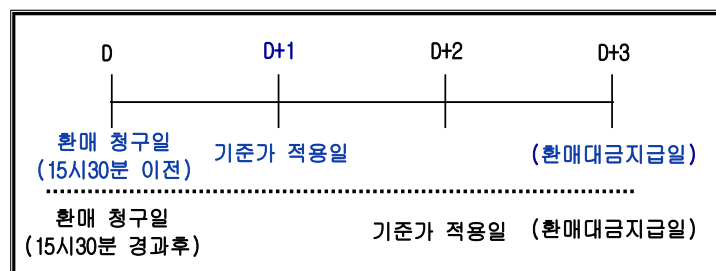 D D+1 D+2 D+3
환매 청구일 기준가 적용일 (환매대금지급일)
(15시30분 이전)
환매 청구일 기준가 적용일 (환매대금지급일)
(15시30분 경과후)